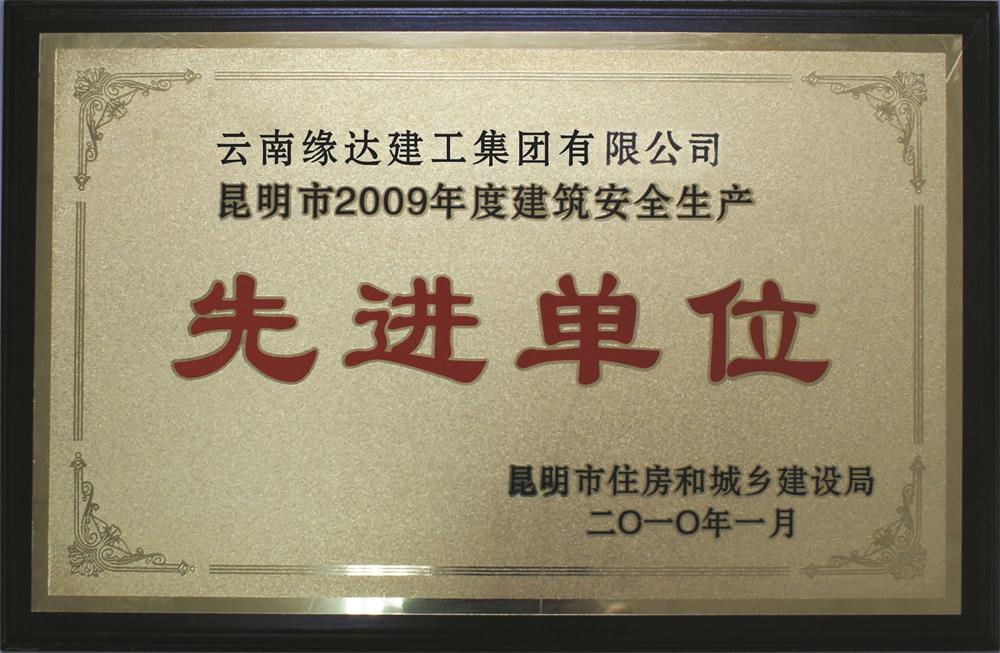 云南缘达建工集团有限公司
昆明市2009年度建筑安全生产
先进单位
昆明市住房和城乡建设局
二〇一〇年一月